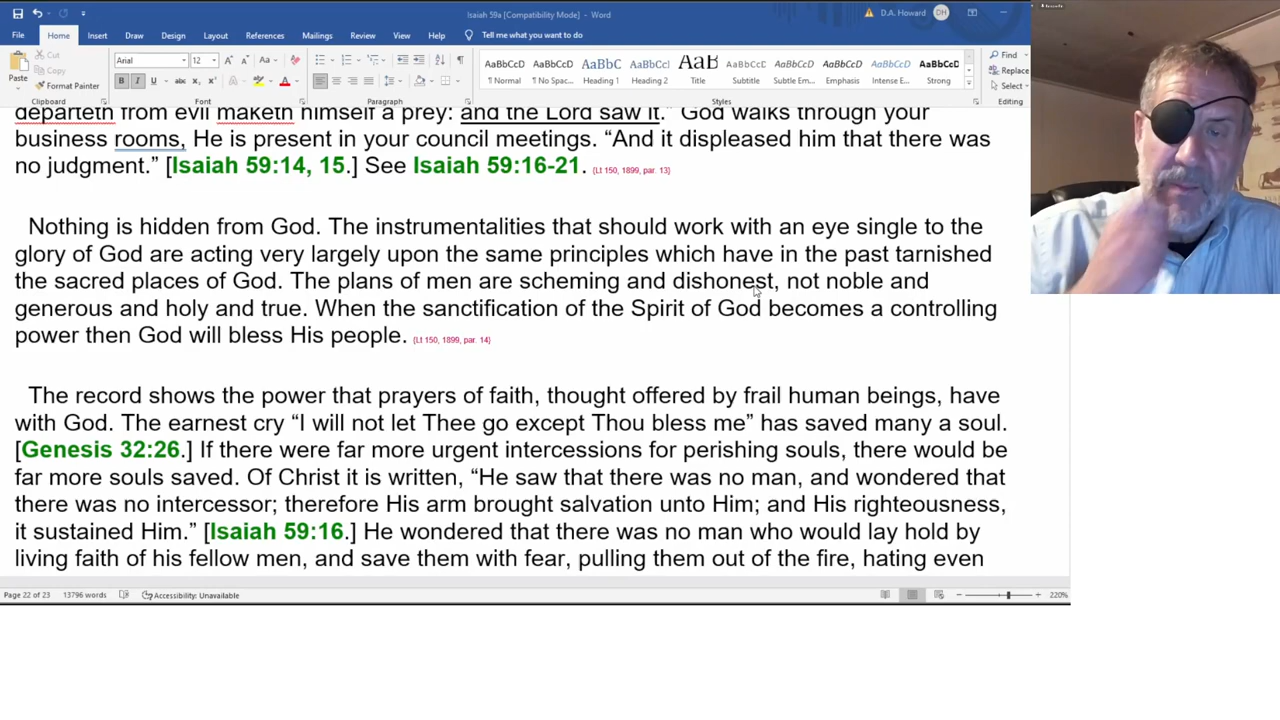 Isaiah 59a [Compatibility Mode] - Word
D.A. Howard DH
File Home Insert Draw Design Layout References Mailings Review View Help Tell me what you want to do
Paste
Cut
Copy
Format Painter
Clipboard
Arial 12
Font
Paragraph
AaBbCcD AaBbCcD AaBbC AaBbCcI AaB AaBbCcD AaBbCcD AaBbCcD AaBbCcD AaBbCcD
¶ Normal ¶ No Spac... Heading 1 Heading 2 Title Subtitle Subtle Em... Emphasis Intense E... Strong
Styles
Find
Replace
Select
Editing
departeth from evil maketh himself a prey: and the Lord saw it.” God walks through your
business rooms, He is present in your council meetings. “And it displeased him that there was
no judgment.” [Isaiah 59:14, 15.] See Isaiah 59:16-21. {Lt 150, 1899, par. 13}
Nothing is hidden from God. The instrumentalities that should work with an eye single to the
glory of God are acting very largely upon the same principles which have in the past tarnished
the sacred places of God. The plans of men are scheming and dishonest, not noble and
generous and holy and true. When the sanctification of the Spirit of God becomes a controlling
power then God will bless His people. {Lt 150, 1899, par. 14}
The record shows the power that prayers of faith, thought offered by frail human beings, have
with God. The earnest cry “I will not let Thee go except Thou bless me” has saved many a soul.
[Genesis 32:26.] If there were far more urgent intercessions for perishing souls, there would be
far more souls saved. Of Christ it is written, “He saw that there was no man, and wondered that
there was no intercessor; therefore His arm brought salvation unto Him; and His righteousness,
it sustained Him.” [Isaiah 59:16.] He wondered that there was no man who would lay hold by
living faith of his fellow men, and save them with fear, pulling them out of the fire, hating even
Page 22 of 23 13796 words Accessibility: Unavailable 220%